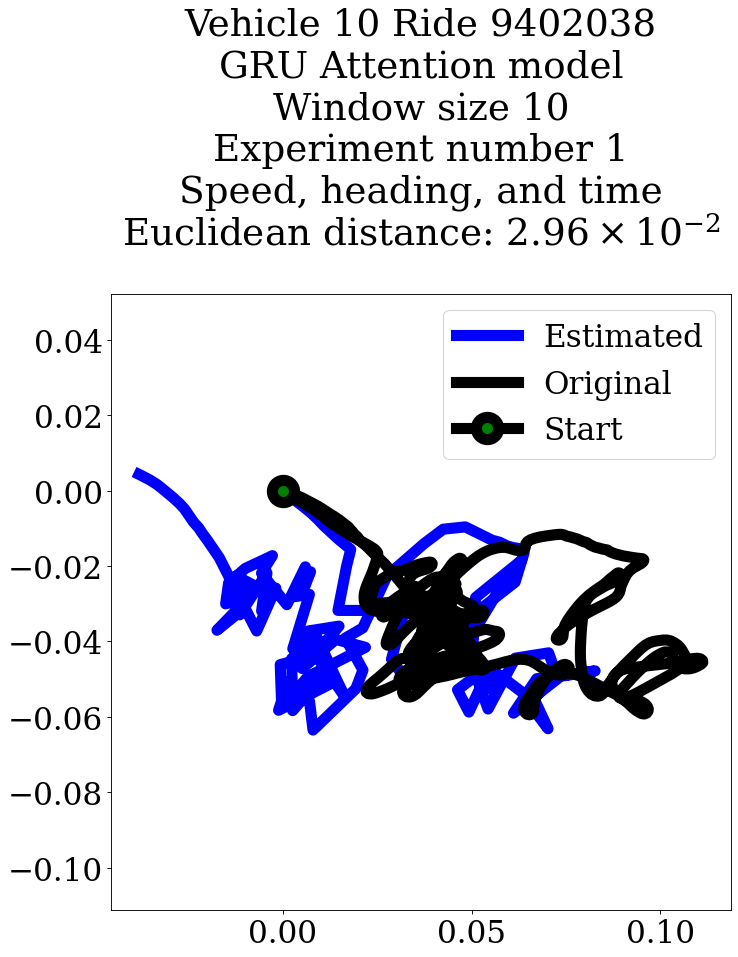 Vehicle 10 Ride 9402038
GRU Attention model
Window size 10
Experiment number 1
Speed, heading, and time
Euclidean distance: 2.96 × 10⁻²
Estimated
Original
Start
0.04
0.02
0.00
−0.02
−0.04
−0.06
−0.08
−0.10
0.00 0.05 0.10